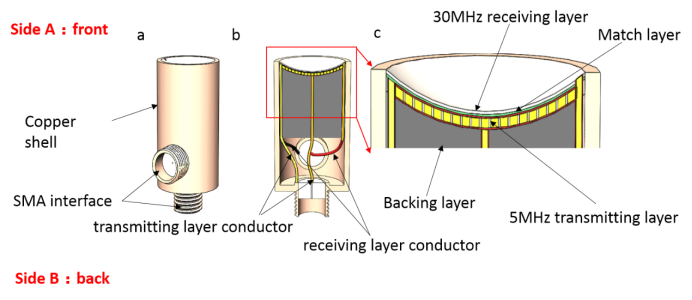 Side A：front
a
b
c
30MHz receiving layer
Match layer
Copper
shell
SMA interface
Backing layer
5MHz transmitting layer
transmitting layer conductor
receiving layer conductor
Side B：back